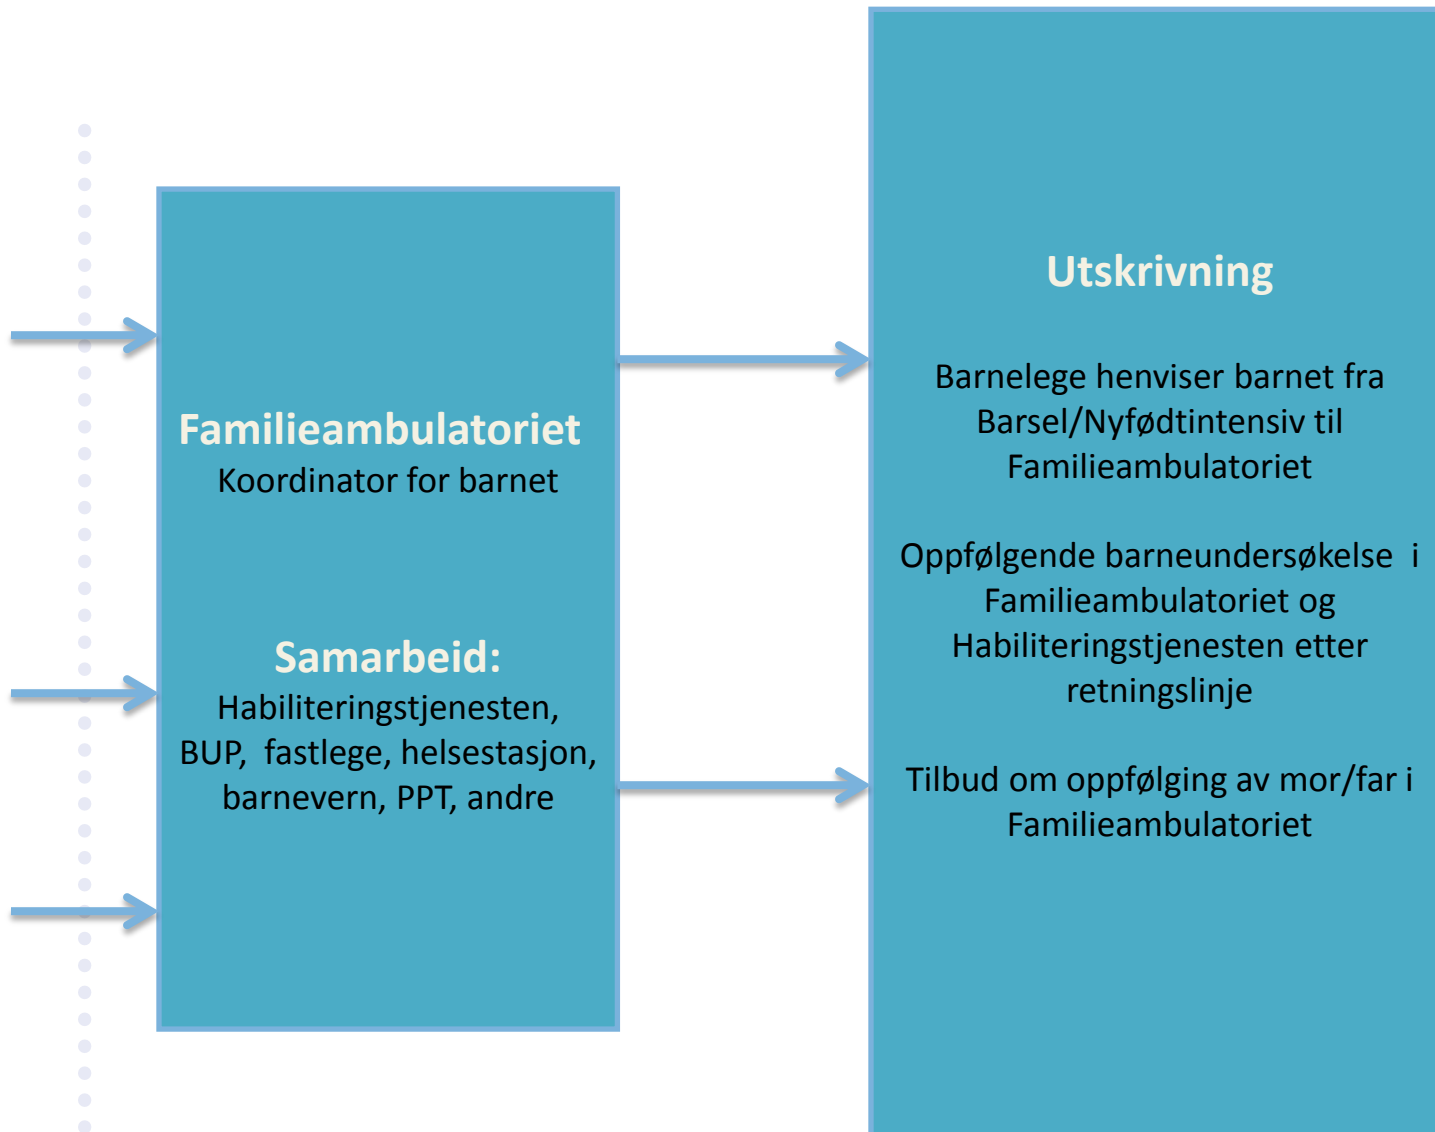 Familieambulatoriet
Koordinator for barnet
Samarbeid:
Habiliteringstjenesten,
BUP, fastlege, helsestasjon,
barnevern, PPT, andre
Utskrivning
Barnelege henviser barnet fra
Barsel/Nyfødtintensiv til
Familieambulatoriet
Oppfølgende barneundersøkelse i
Familieambulatoriet og
Habiliteringstjenesten etter
retningslinje
Tilbud om oppfølging av mor/far i
Familieambulatoriet